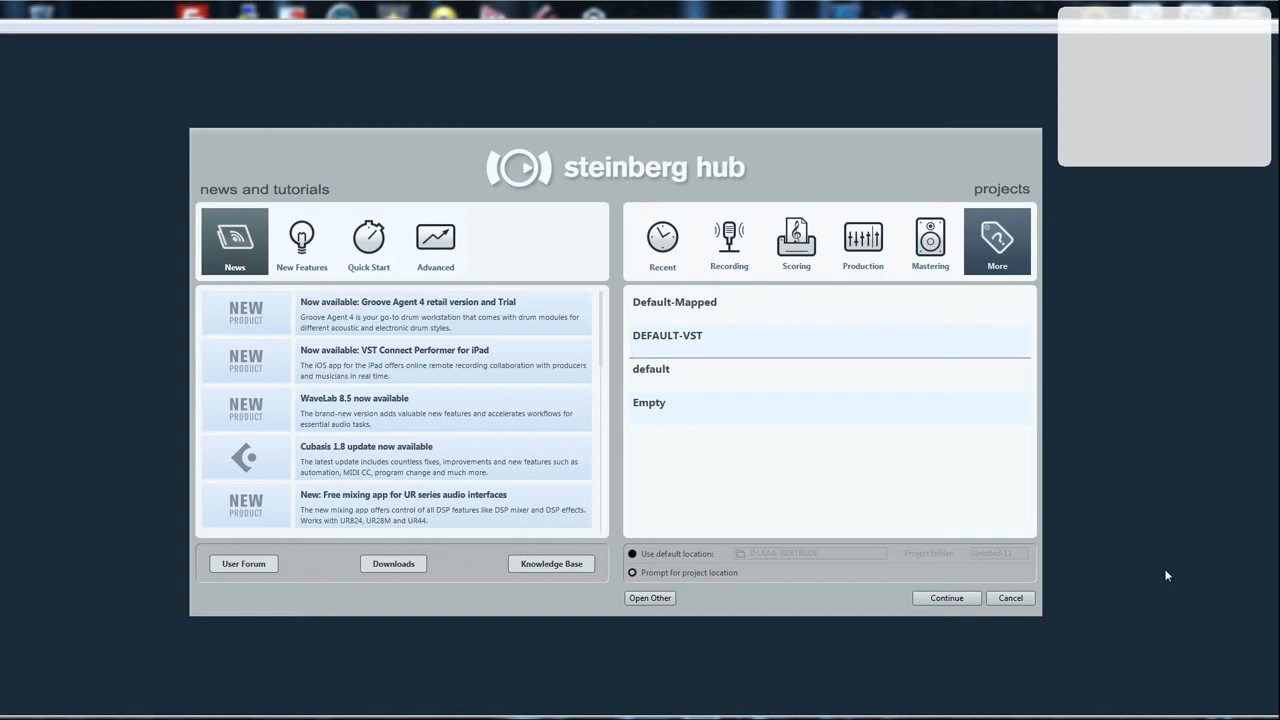 steinberg hub
news and tutorials
projects
News
New Features
Quick Start
Advanced
Recent
Recording
Scoring
Production
Mastering
More
NEW
PRODUCT
Now available: Groove Agent 4 retail version and Trial
Groove Agent 4 is your go-to drum workstation that comes with drum modules for
different acoustic and electronic drum styles.
NEW
PRODUCT
Now available: VST Connect Performer for iPad
The iOS app for the iPad offers online remote recording collaboration with producers
and musicians in real time.
NEW
PRODUCT
WaveLab 8.5 now available
The brand-new version adds valuable new features and accelerates workflows for
essential audio tasks.
Cubasis 1.8 update now available
The latest update includes countless fixes, improvements and new features such as
automation, MIDI CC, program change and much more.
NEW
PRODUCT
New: Free mixing app for UR series audio interfaces
The new mixing app offers control of all DSP features like DSP mixer and DSP effects.
Works with UR824, UR28M and UR44.
Default-Mapped
DEFAULT-VST
default
Empty
User Forum
Downloads
Knowledge Base
Use default location:
D:\AAA-GERTRUDE
Project folder:
Untitled-11
Prompt for project location
Open Other
Continue
Cancel